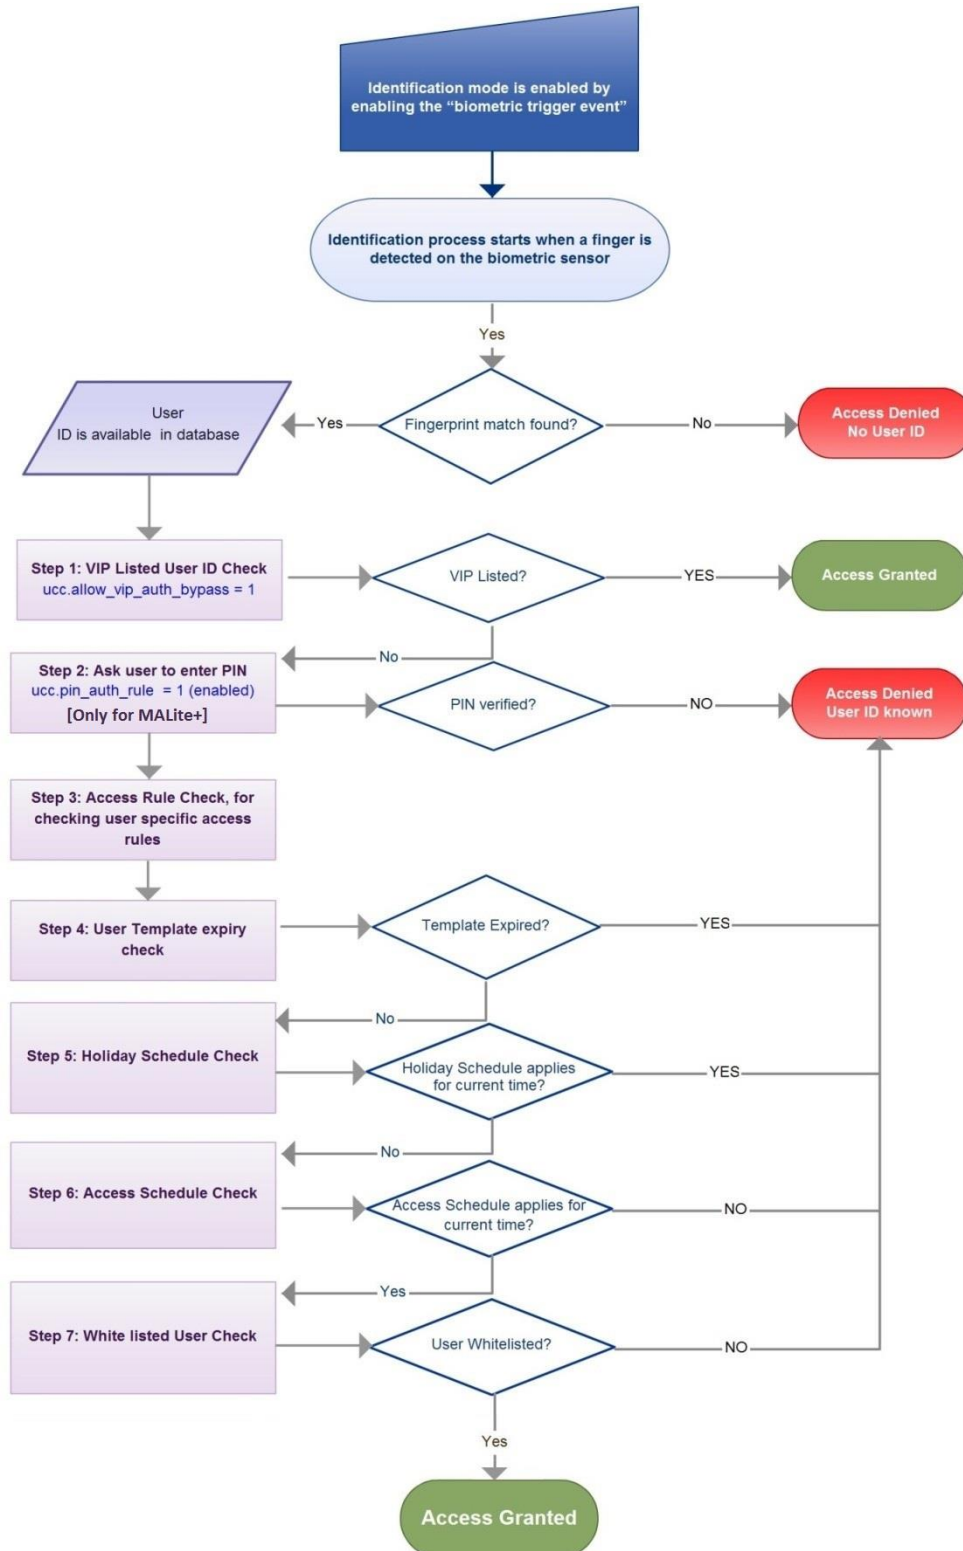 Identification mode is enabled by
enabling the “biometric trigger event”
Identification process starts when a finger is
detected on the biometric sensor
Yes
User
ID is available in database
Yes
Fingerprint match found?
No
Access Denied
No User ID
Step 1: VIP Listed User ID Check
ucc.allow_vip_auth_bypass = 1
VIP Listed?
YES
Access Granted
No
Step 2: Ask user to enter PIN
ucc.pin_auth_rule = 1 (enabled)
[Only for MALite+]
PIN verified?
NO
Access Denied
User ID known
Step 3: Access Rule Check, for
checking user specific access
rules
Step 4: User Template expiry
check
Template Expired?
YES
No
Step 5: Holiday Schedule Check
Holiday Schedule applies
for current time?
YES
No
Step 6: Access Schedule Check
Access Schedule applies for
current time?
NO
Yes
Step 7: White listed User Check
User Whitelisted?
NO
Yes
Access Granted